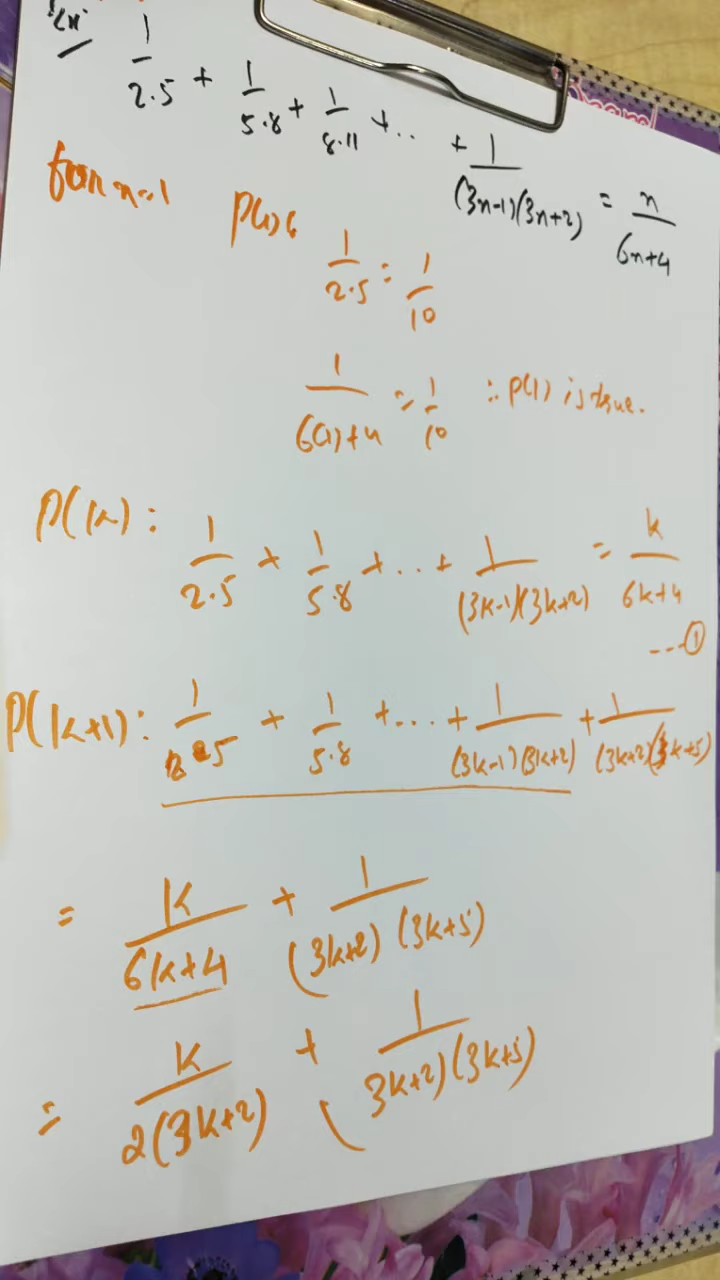 Ex
1/2.5 + 1/5.8 + 1/8.11 + .. + 1/(3n-1)(3n+2) = n/6n+4
for n=1 P(1):
1/2.5 = 1/10
1/6(1)+4 = 1/10 ∴ P(1) is true.
P(k): 1/2.5 + 1/5.8 + .. + 1/(3k-1)(3k+2) = k/6k+4
---①
P(k+1): 1/2.5 + 1/5.8 + ... + 1/(3k-1)(3k+2) + 1/(3k+2)(3k+5)
= k/6k+4 + 1/(3k+2)(3k+5)
= k/2(3k+2) + 1/(3k+2)(3k+5)